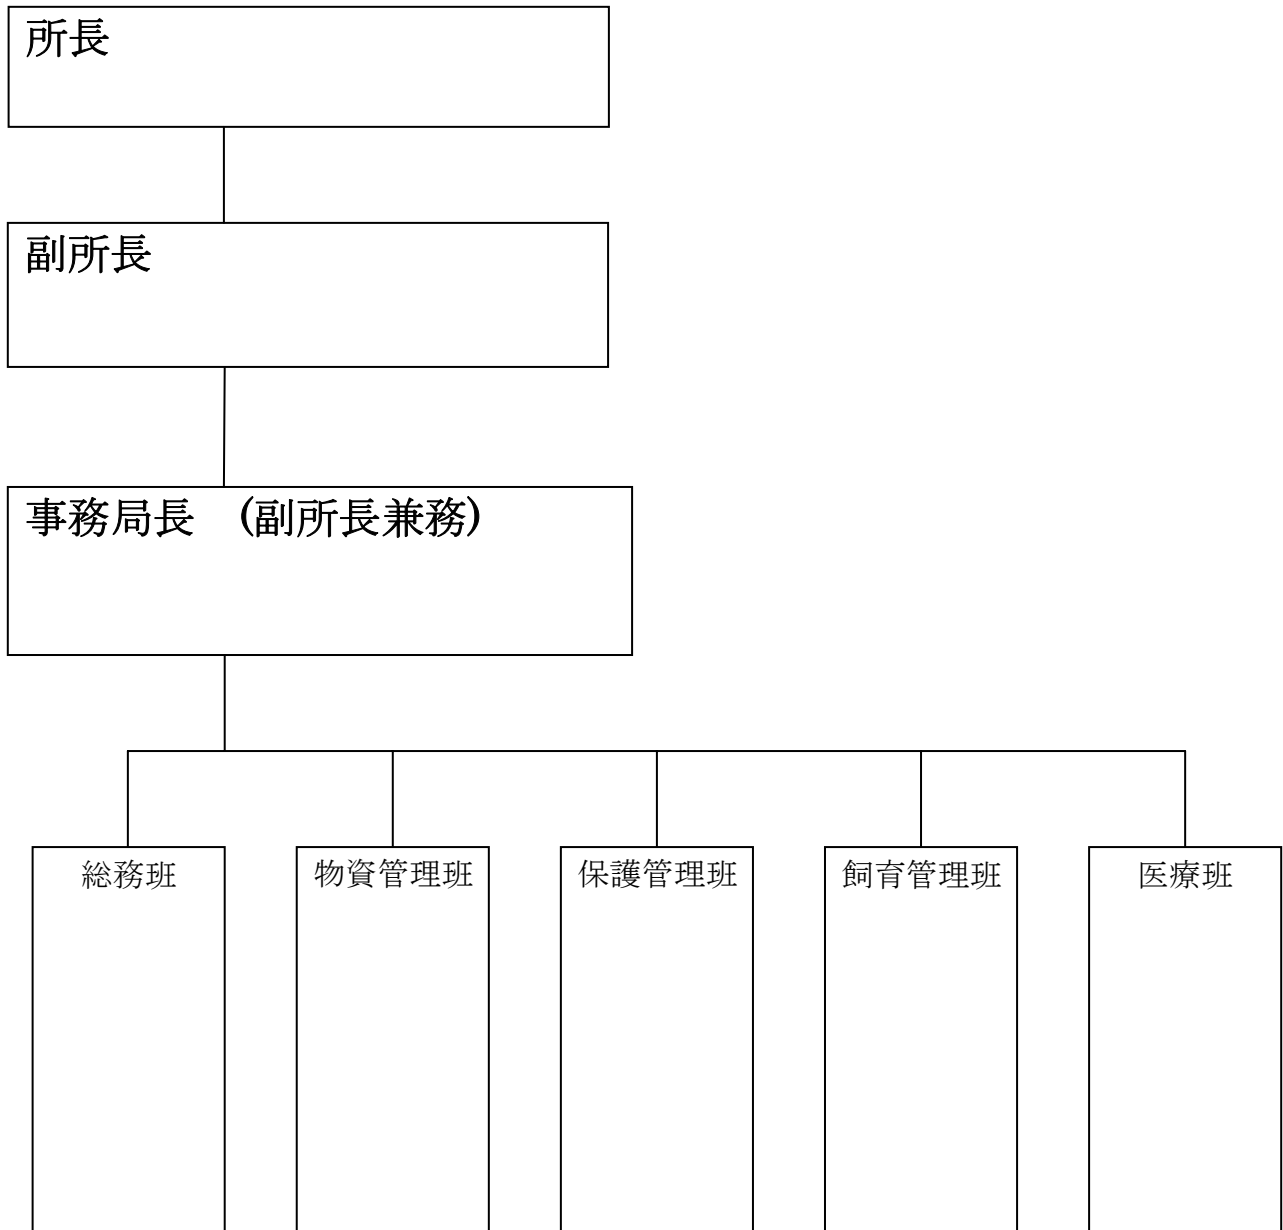 所長
副所長
事務局長　(副所長兼務)
総務班
物資管理班
保護管理班
飼育管理班
医療班